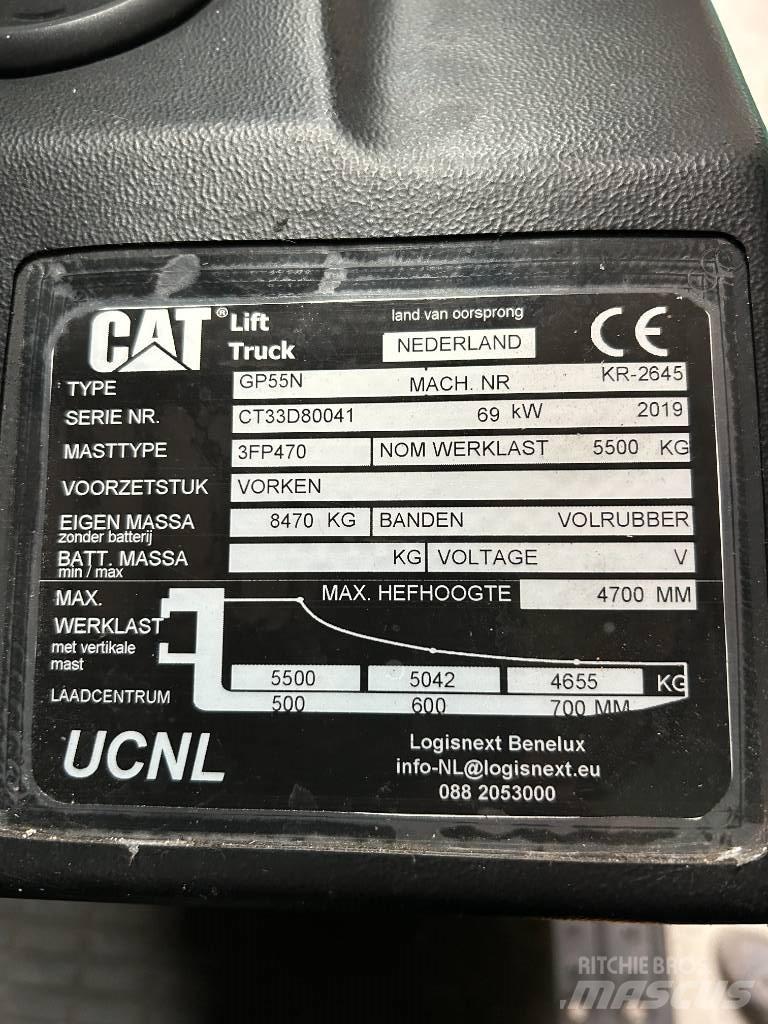 CAT® Lift Truck
land van oorsprong
NEDERLAND
CE
TYPE GP55N MACH. NR KR-2645
SERIE NR. CT33D80041 69 kW 2019
MASTTYPE 3FP470 NOM WERKLAST 5500 KG
VOORZETSTUK VORKEN
EIGEN MASSA 8470 KG BANDEN VOLRUBBER
zonder batterij
BATT. MASSA KG VOLTAGE V
min / max
MAX. MAX. HEFHOOGTE 4700 MM
WERKLAST
met vertikale
mast
5500 5042 4655 KG
LAADCENTRUM 500 600 700 MM
UCNL
Logisnext Benelux
info-NL@logisnext.eu
088 2053000
RITCHIE BROS.
MASCUS